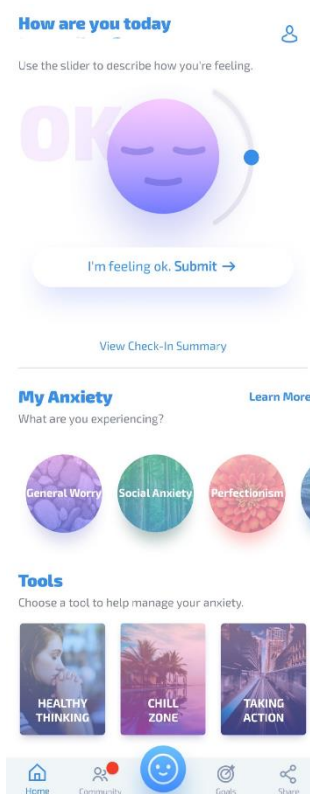 How are you today
Use the slider to describe how you're feeling.
OK
I'm feeling ok. Submit →
View Check-In Summary
My Anxiety
Learn More
What are you experiencing?
General Worry
Social Anxiety
Perfectionism
Tools
Choose a tool to help manage your anxiety.
HEALTHY
THINKING
CHILL
ZONE
TAKING
ACTION
Home
Community
Goals
Share